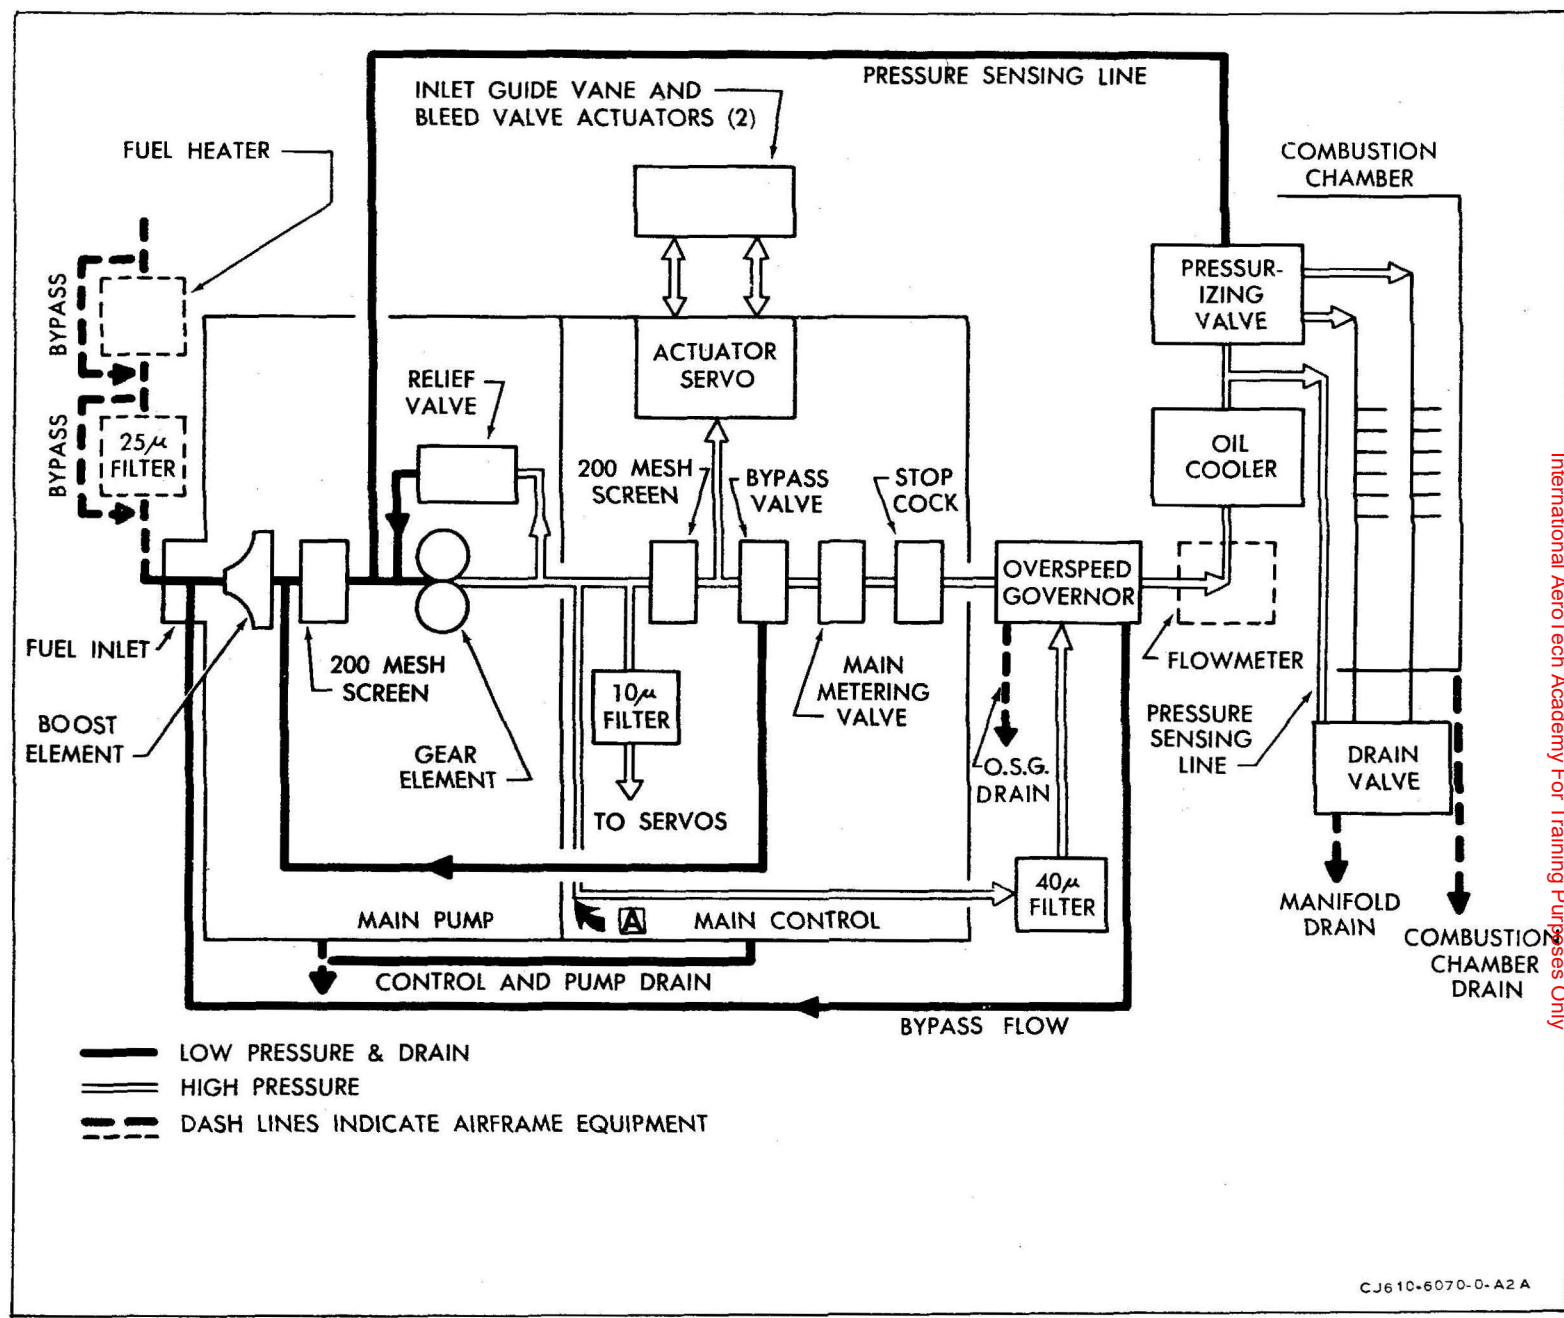 PRESSURE SENSING LINE
INLET GUIDE VANE AND
BLEED VALVE ACTUATORS (2)
FUEL HEATER
COMBUSTION
CHAMBER
BYPASS
PRESSUR-
IZING
VALVE
ACTUATOR
SERVO
RELIEF
VALVE
BYPASS
25μ
FILTER
OIL
COOLER
200 MESH
SCREEN
BYPASS
VALVE
STOP
COCK
OVERSPEED
GOVERNOR
FUEL INLET
200 MESH
SCREEN
10μ
FILTER
MAIN
METERING
VALVE
FLOWMETER
BOOST
ELEMENT
GEAR
ELEMENT
PRESSURE
SENSING
LINE
DRAIN
VALVE
O.S.G.
DRAIN
TO SERVOS
40μ
FILTER
MAIN PUMP
A
MAIN CONTROL
MANIFOLD
DRAIN
COMBUSTION
CHAMBER
DRAIN
CONTROL AND PUMP DRAIN
BYPASS FLOW
LOW PRESSURE & DRAIN
HIGH PRESSURE
DASH LINES INDICATE AIRFRAME EQUIPMENT
CJ610-6070-0-A2A
International AeroTech Academy For Training Purposes Only